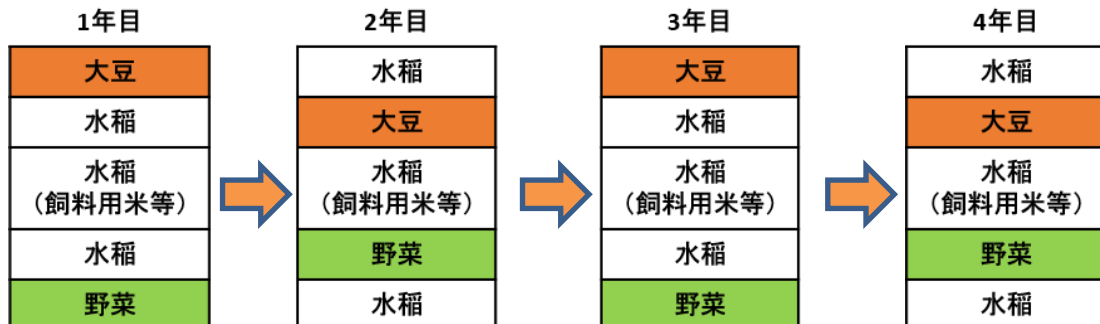 1年目
大豆
水稲
水稲
（飼料用米等）
水稲
野菜
2年目
水稲
大豆
水稲
（飼料用米等）
野菜
水稲
3年目
大豆
水稲
水稲
（飼料用米等）
水稲
野菜
4年目
水稲
大豆
水稲
（飼料用米等）
野菜
水稲